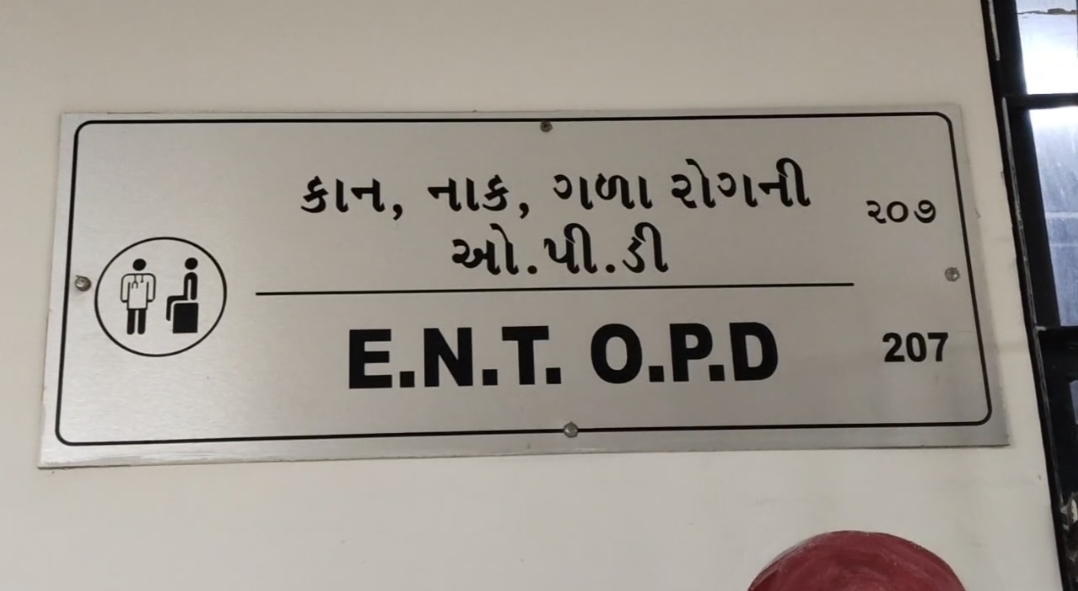 કાન, નાક, ગળા રોગની
ઓ.પી.ડી
૨૦૭
E.N.T. O.P.D
207